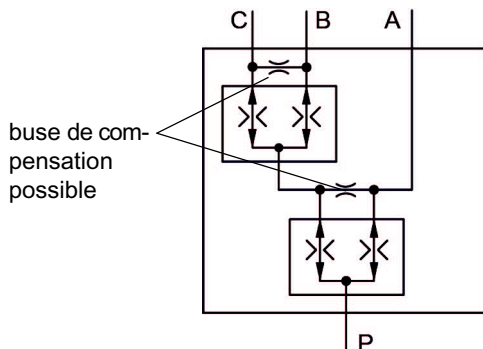 C B A
buse de com-
pensation
possible
P